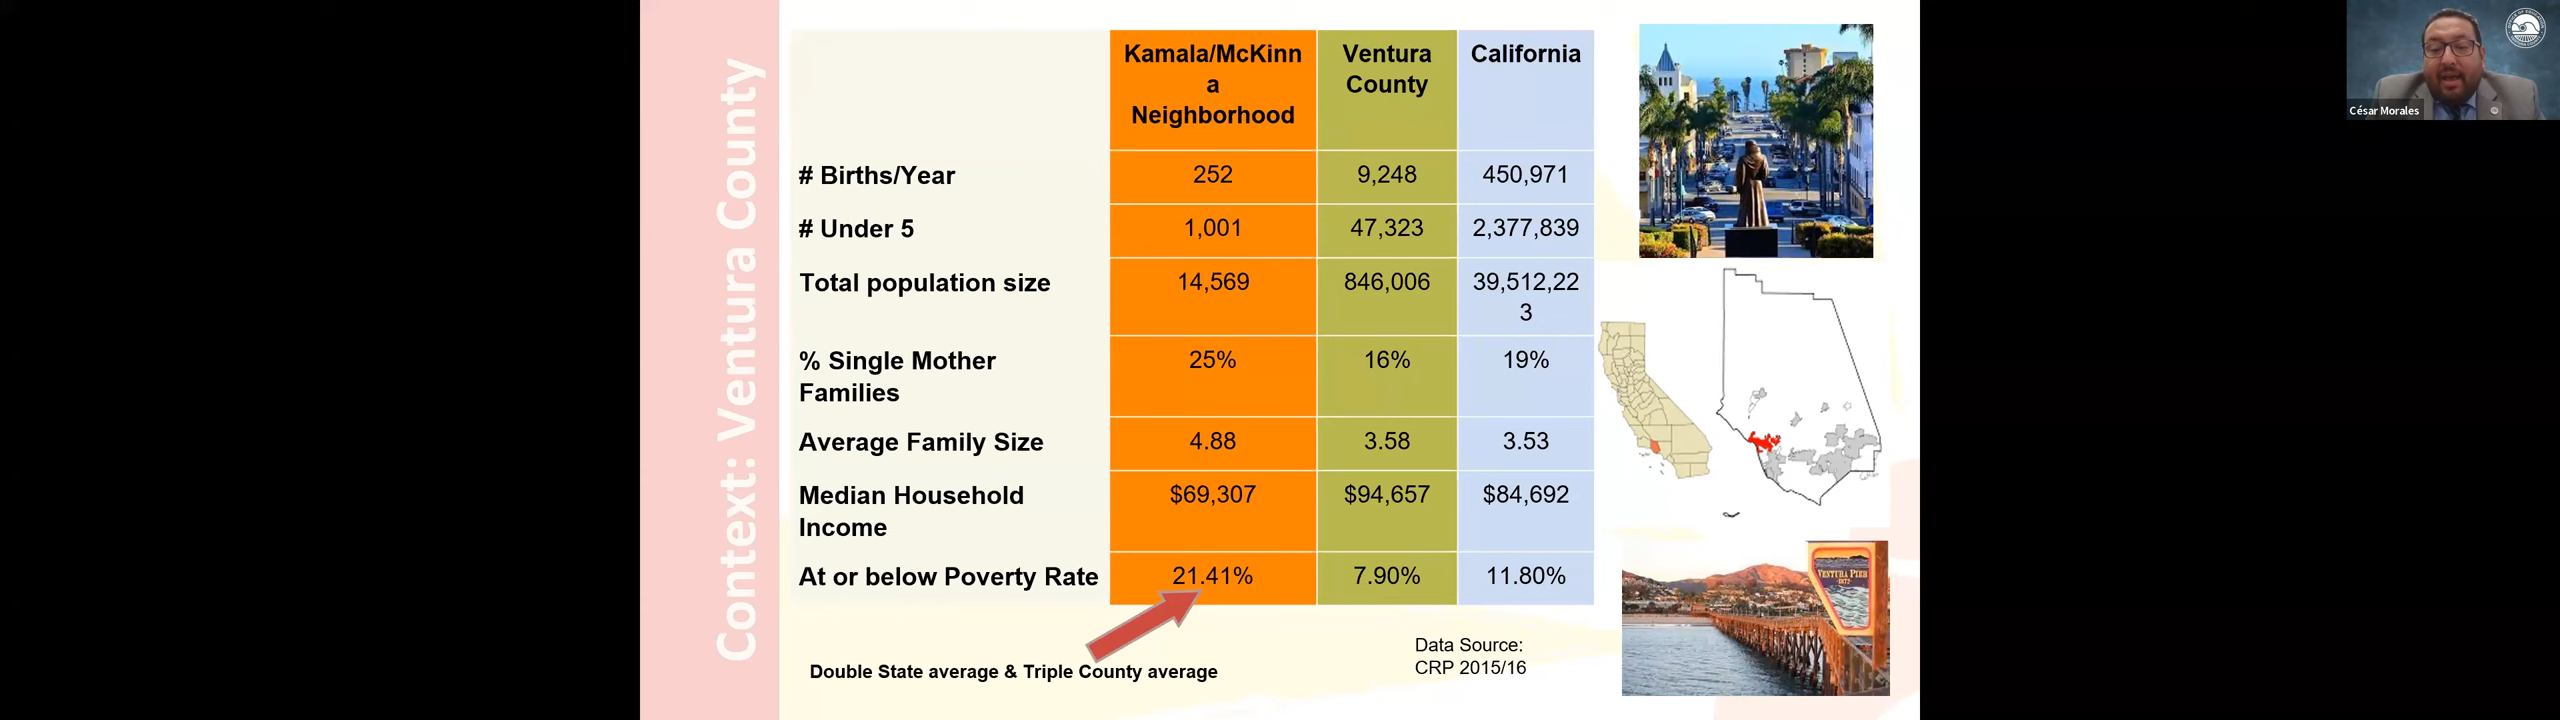 Context: Ventura County
Kamala/McKinn
a
Neighborhood
Ventura
County
California
# Births/Year
252
9,248
450,971
# Under 5
1,001
47,323
2,377,839
Total population size
14,569
846,006
39,512,22
3
% Single Mother
Families
25%
16%
19%
Average Family Size
4.88
3.58
3.53
Median Household
Income
$69,307
$94,657
$84,692
At or below Poverty Rate
21.41%
7.90%
11.80%
Double State average & Triple County average
Data Source:
CRP 2015/16
VENTURA PIER
César Morales